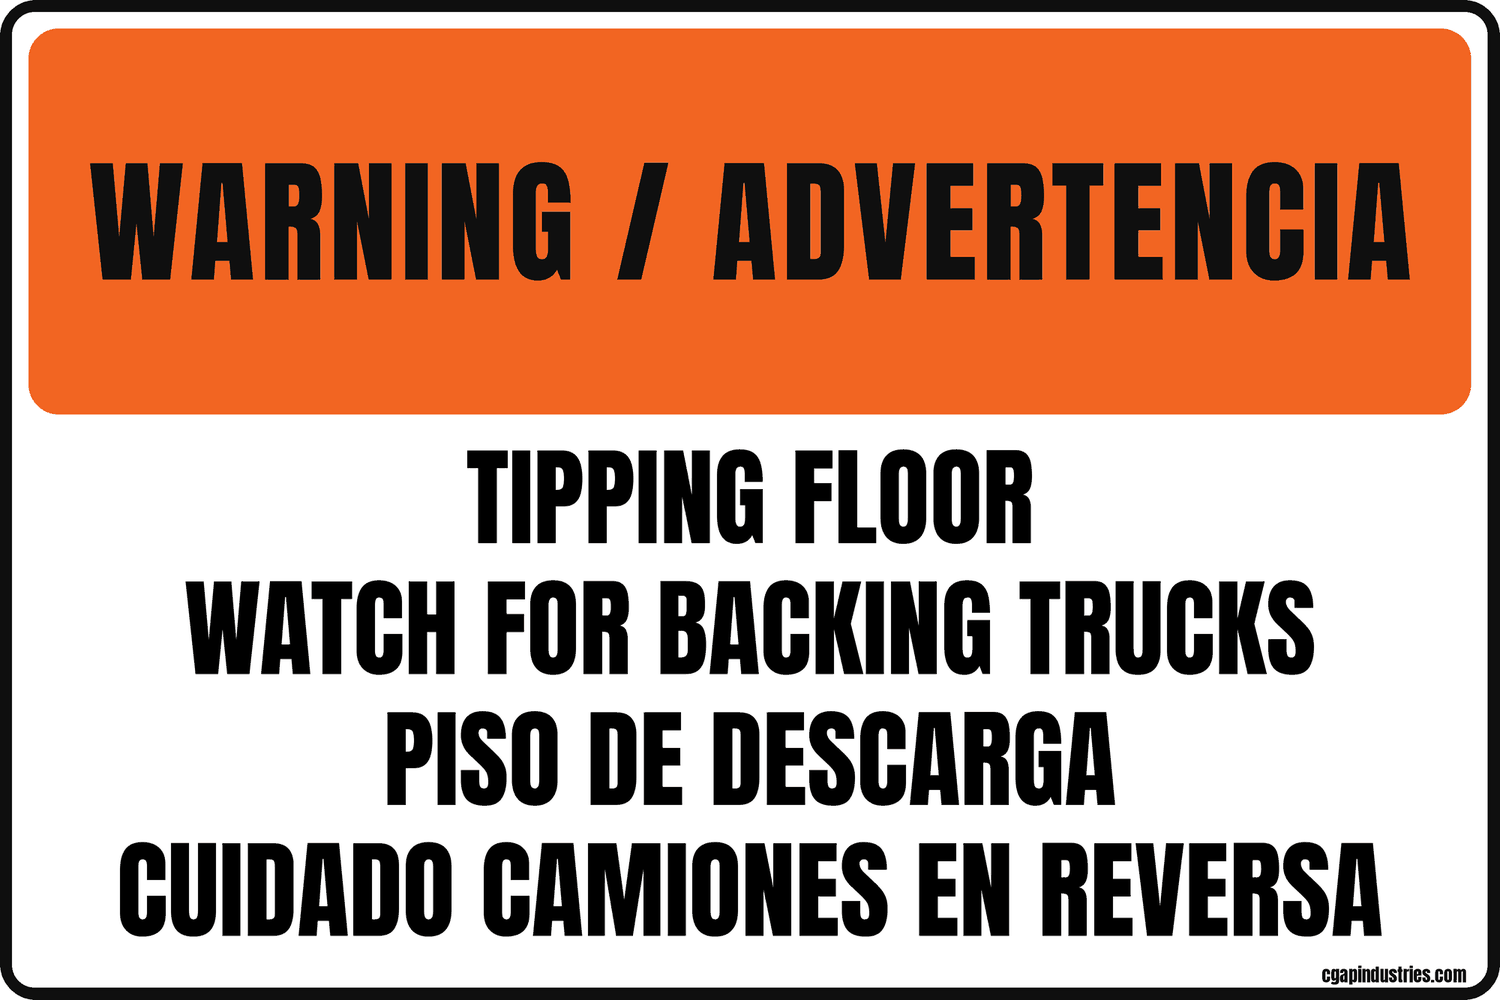 WARNING / ADVERTENCIA
TIPPING FLOOR
WATCH FOR BACKING TRUCKS
PISO DE DESCARGA
CUIDADO CAMIONES EN REVERSA
cgapindustries.com